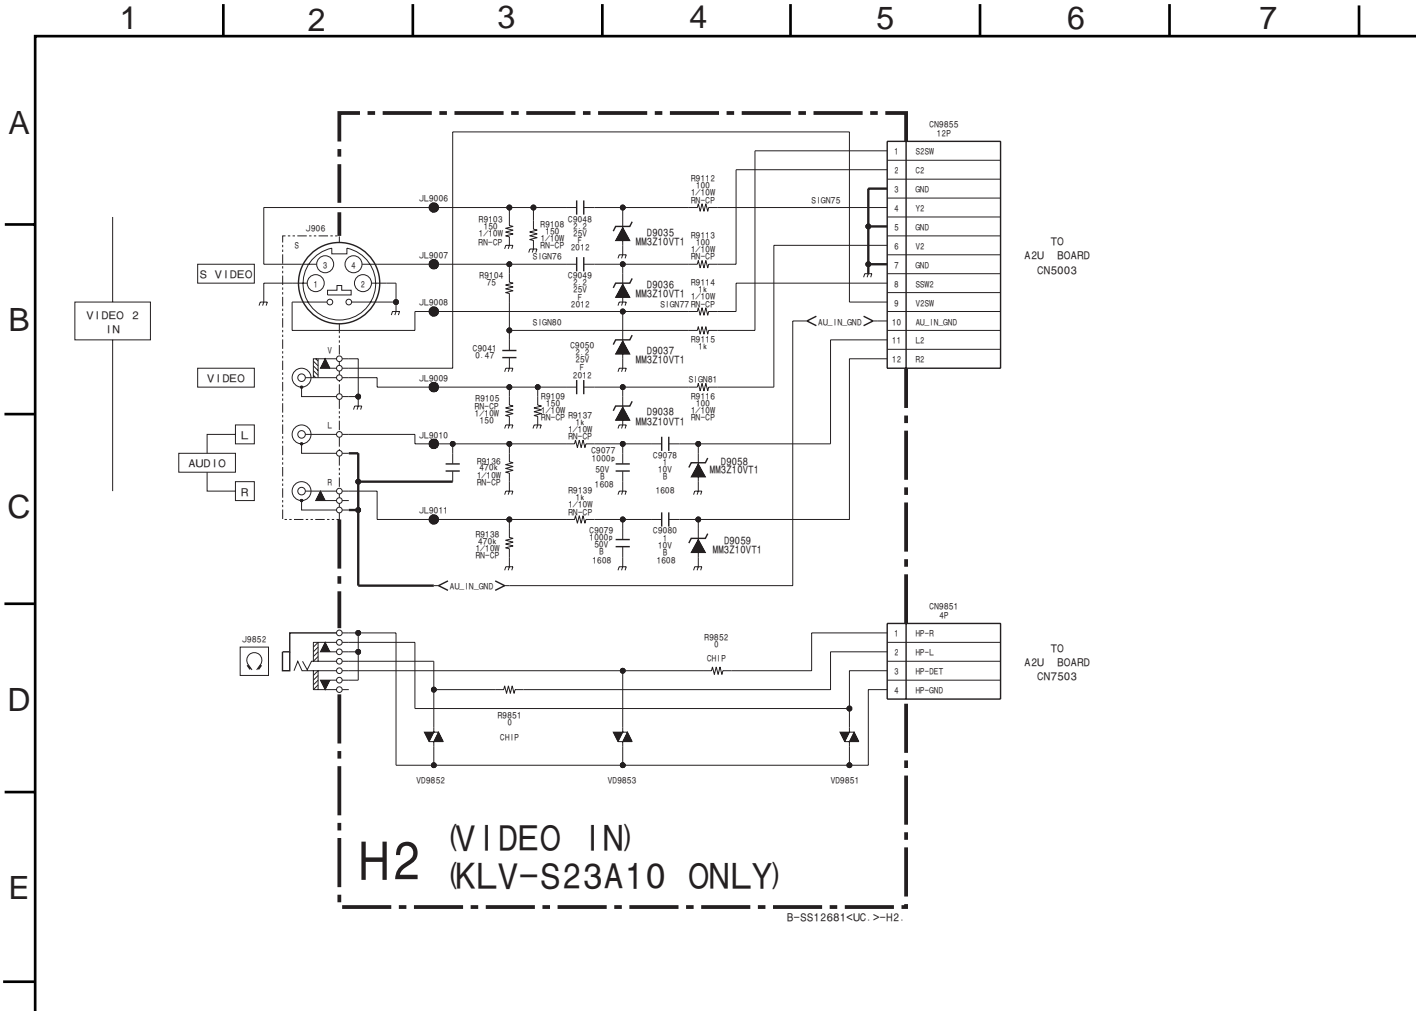 1 2 3 4 5 6 7
A
B
C
D
E
VIDEO 2
IN
S VIDEO
VIDEO
AUDIO
L
R
J906
S
3
4
1
2
V
L
R
JL9006
JL9007
JL9008
JL9009
JL9010
JL9011
R9103
150
1/10W
RN-CP
R9108
150
1/10W
RN-CP
C9048
2.2
25V
F
2012
D9035
MM3Z10VT1
R9112
100
1/10W
RN-CP
SIGN75
SIGN76
R9104
75
C9049
2.2
25V
F
2012
D9036
MM3Z10VT1
R9113
100
1/10W
RN-CP
R9114
1k
1/10W
RN-CP
SIGN77
SIGN80
R9115
1k
C9041
0.47
C9050
2.2
25V
F
2012
D9037
MM3Z10VT1
SIGN81
R9105
RN-CP
1/10W
150
R9109
150
1/10W
RN-CP
D9038
MM3Z10VT1
R9116
100
1/10W
RN-CP
R9137
1k
1/10W
RN-CP
R9136
470k
1/10W
RN-CP
C9077
1000p
50V
B
1608
C9078
1
10V
B
1608
D9058
MM3Z10VT1
R9139
1k
1/10W
RN-CP
R9138
470k
1/10W
RN-CP
C9079
1000p
50V
B
1608
C9080
1
10V
B
1608
D9059
MM3Z10VT1
AU_IN_GND
AU_IN_GND
CN9855
12P
1 S2SW
2 C2
3 GND
4 Y2
5 GND
6 V2
7 GND
8 SSW2
9 V2SW
10 AU_IN_GND
11 L2
12 R2
TO
A2U BOARD
CN5003
J9852
R9852
0
CHIP
R9851
0
CHIP
VD9852
VD9853
VD9851
CN9851
4P
1 HP-R
2 HP-L
3 HP-DET
4 HP-GND
TO
A2U BOARD
CN7503
H2 (VIDEO IN)
(KLV-S23A10 ONLY)
B-SS12681<UC.>-H2.